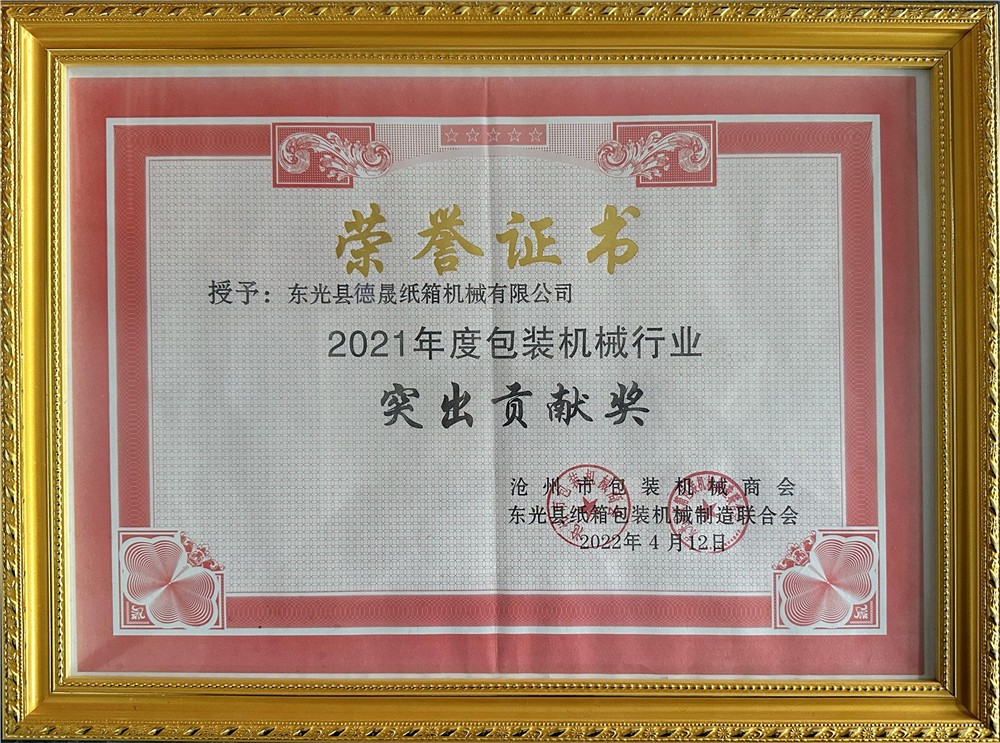 荣誉证书
授予：东光县德晟纸箱机械有限公司
2021年度包装机械行业
突出贡献奖
沧州市包装机械商会
东光县纸箱包装机械制造联合会
2022年4月12日